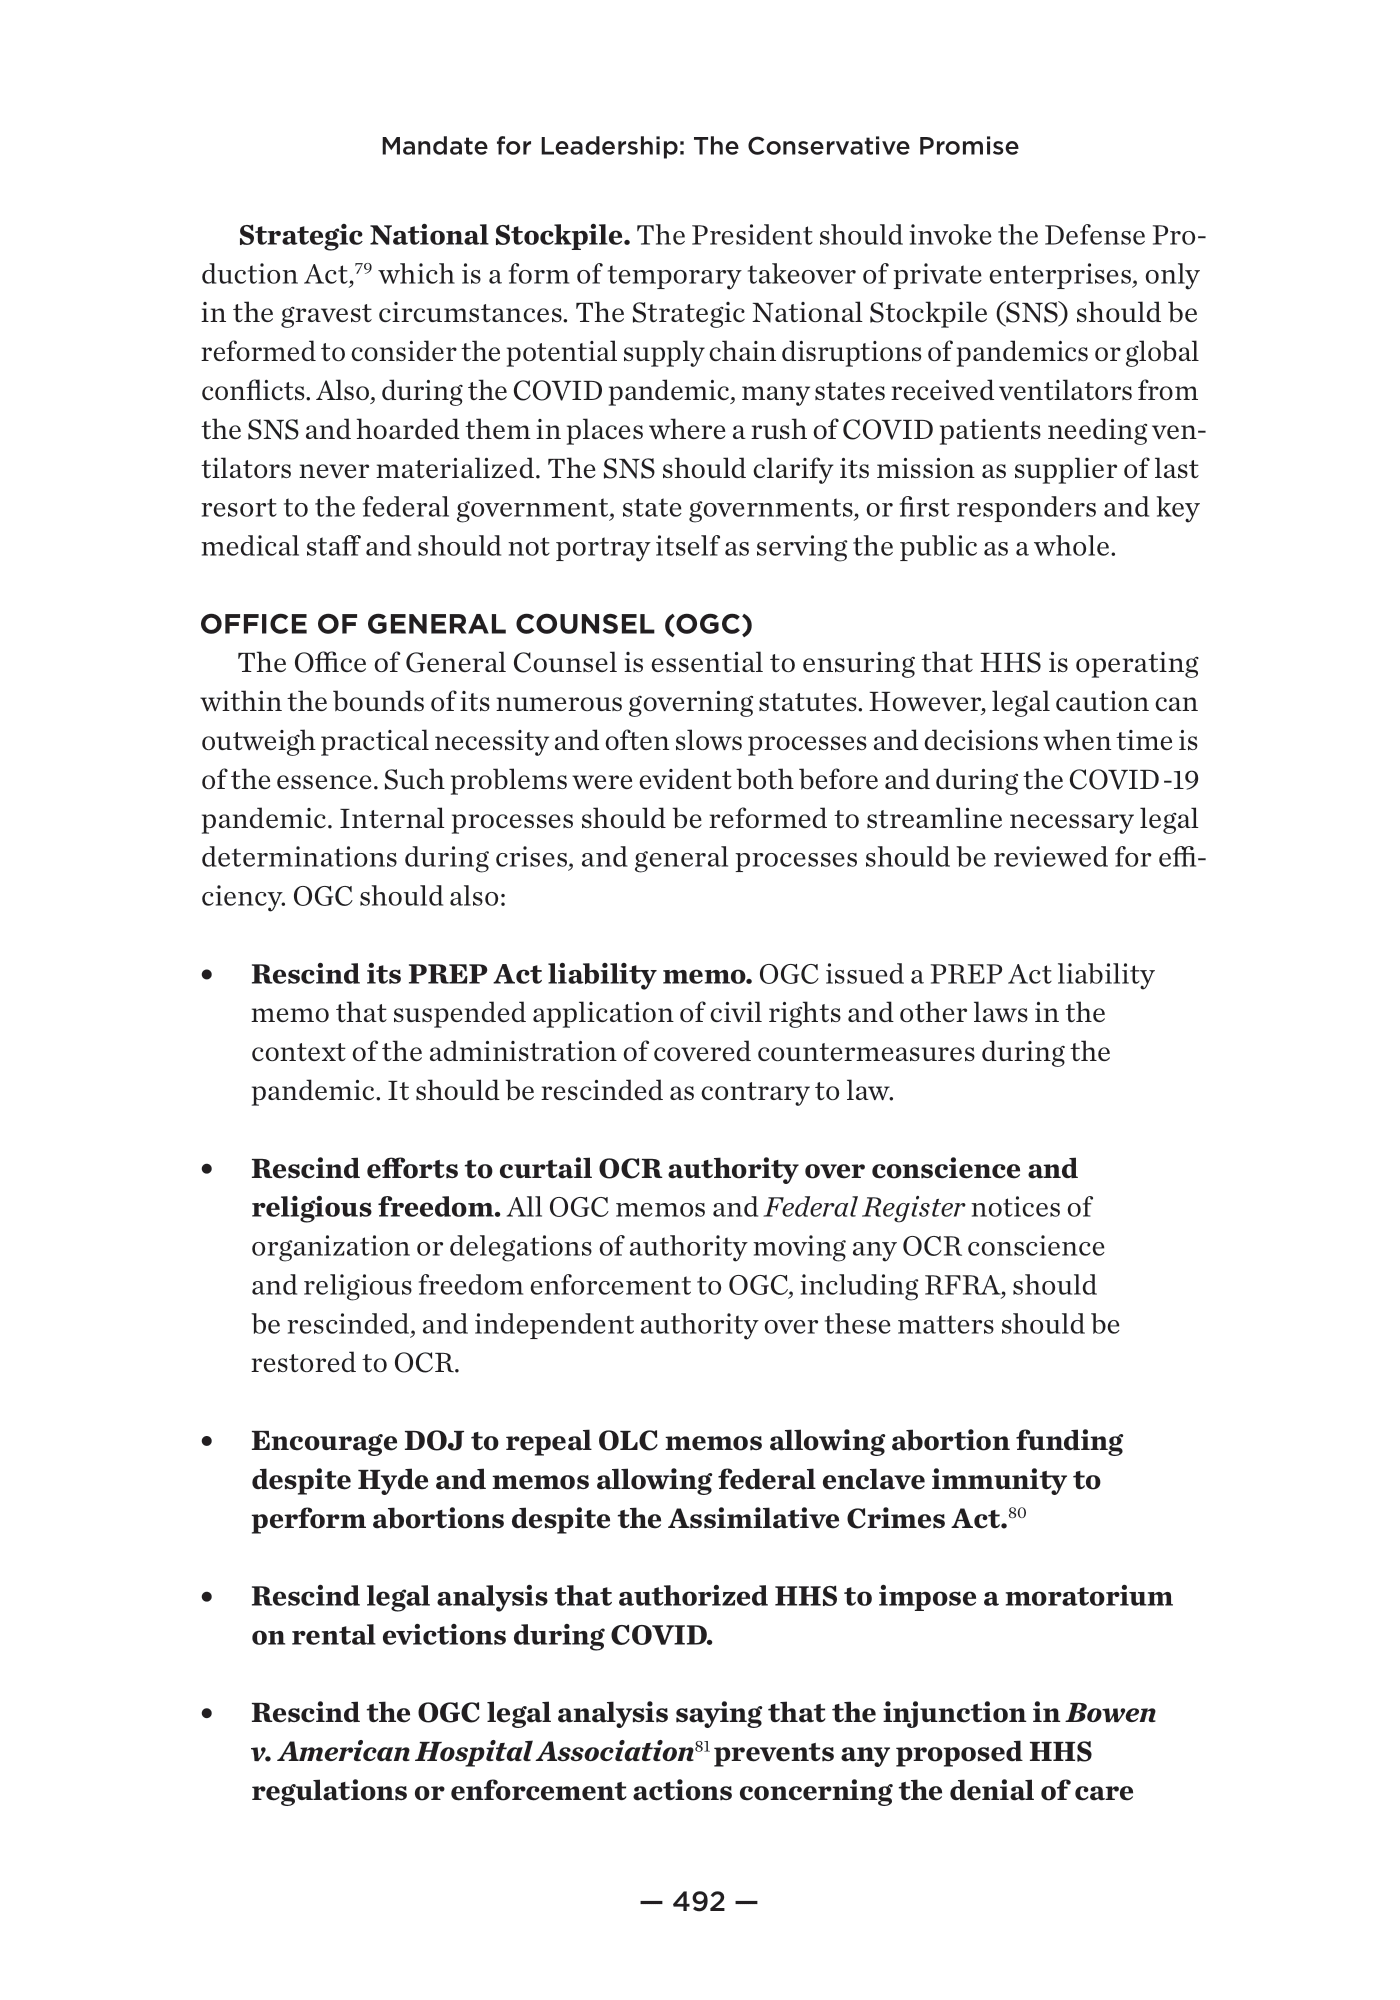 Mandate for Leadership: The Conservative Promise
Strategic National Stockpile. The President should invoke the Defense Pro-
duction Act,79 which is a form of temporary takeover of private enterprises, only
in the gravest circumstances. The Strategic National Stockpile (SNS) should be
reformed to consider the potential supply chain disruptions of pandemics or global
conflicts. Also, during the COVID pandemic, many states received ventilators from
the SNS and hoarded them in places where a rush of COVID patients needing ven-
tilators never materialized. The SNS should clarify its mission as supplier of last
resort to the federal government, state governments, or first responders and key
medical staff and should not portray itself as serving the public as a whole.
OFFICE OF GENERAL COUNSEL (OGC)
The Office of General Counsel is essential to ensuring that HHS is operating
within the bounds of its numerous governing statutes. However, legal caution can
outweigh practical necessity and often slows processes and decisions when time is
of the essence. Such problems were evident both before and during the COVID-19
pandemic. Internal processes should be reformed to streamline necessary legal
determinations during crises, and general processes should be reviewed for effi-
ciency. OGC should also:
• Rescind its PREP Act liability memo. OGC issued a PREP Act liability
memo that suspended application of civil rights and other laws in the
context of the administration of covered countermeasures during the
pandemic. It should be rescinded as contrary to law.
• Rescind efforts to curtail OCR authority over conscience and
religious freedom. All OGC memos and Federal Register notices of
organization or delegations of authority moving any OCR conscience
and religious freedom enforcement to OGC, including RFRA, should
be rescinded, and independent authority over these matters should be
restored to OCR.
• Encourage DOJ to repeal OLC memos allowing abortion funding
despite Hyde and memos allowing federal enclave immunity to
perform abortions despite the Assimilative Crimes Act.80
• Rescind legal analysis that authorized HHS to impose a moratorium
on rental evictions during COVID.
• Rescind the OGC legal analysis saying that the injunction in Bowen
v. American Hospital Association81 prevents any proposed HHS
regulations or enforcement actions concerning the denial of care
— 492 —